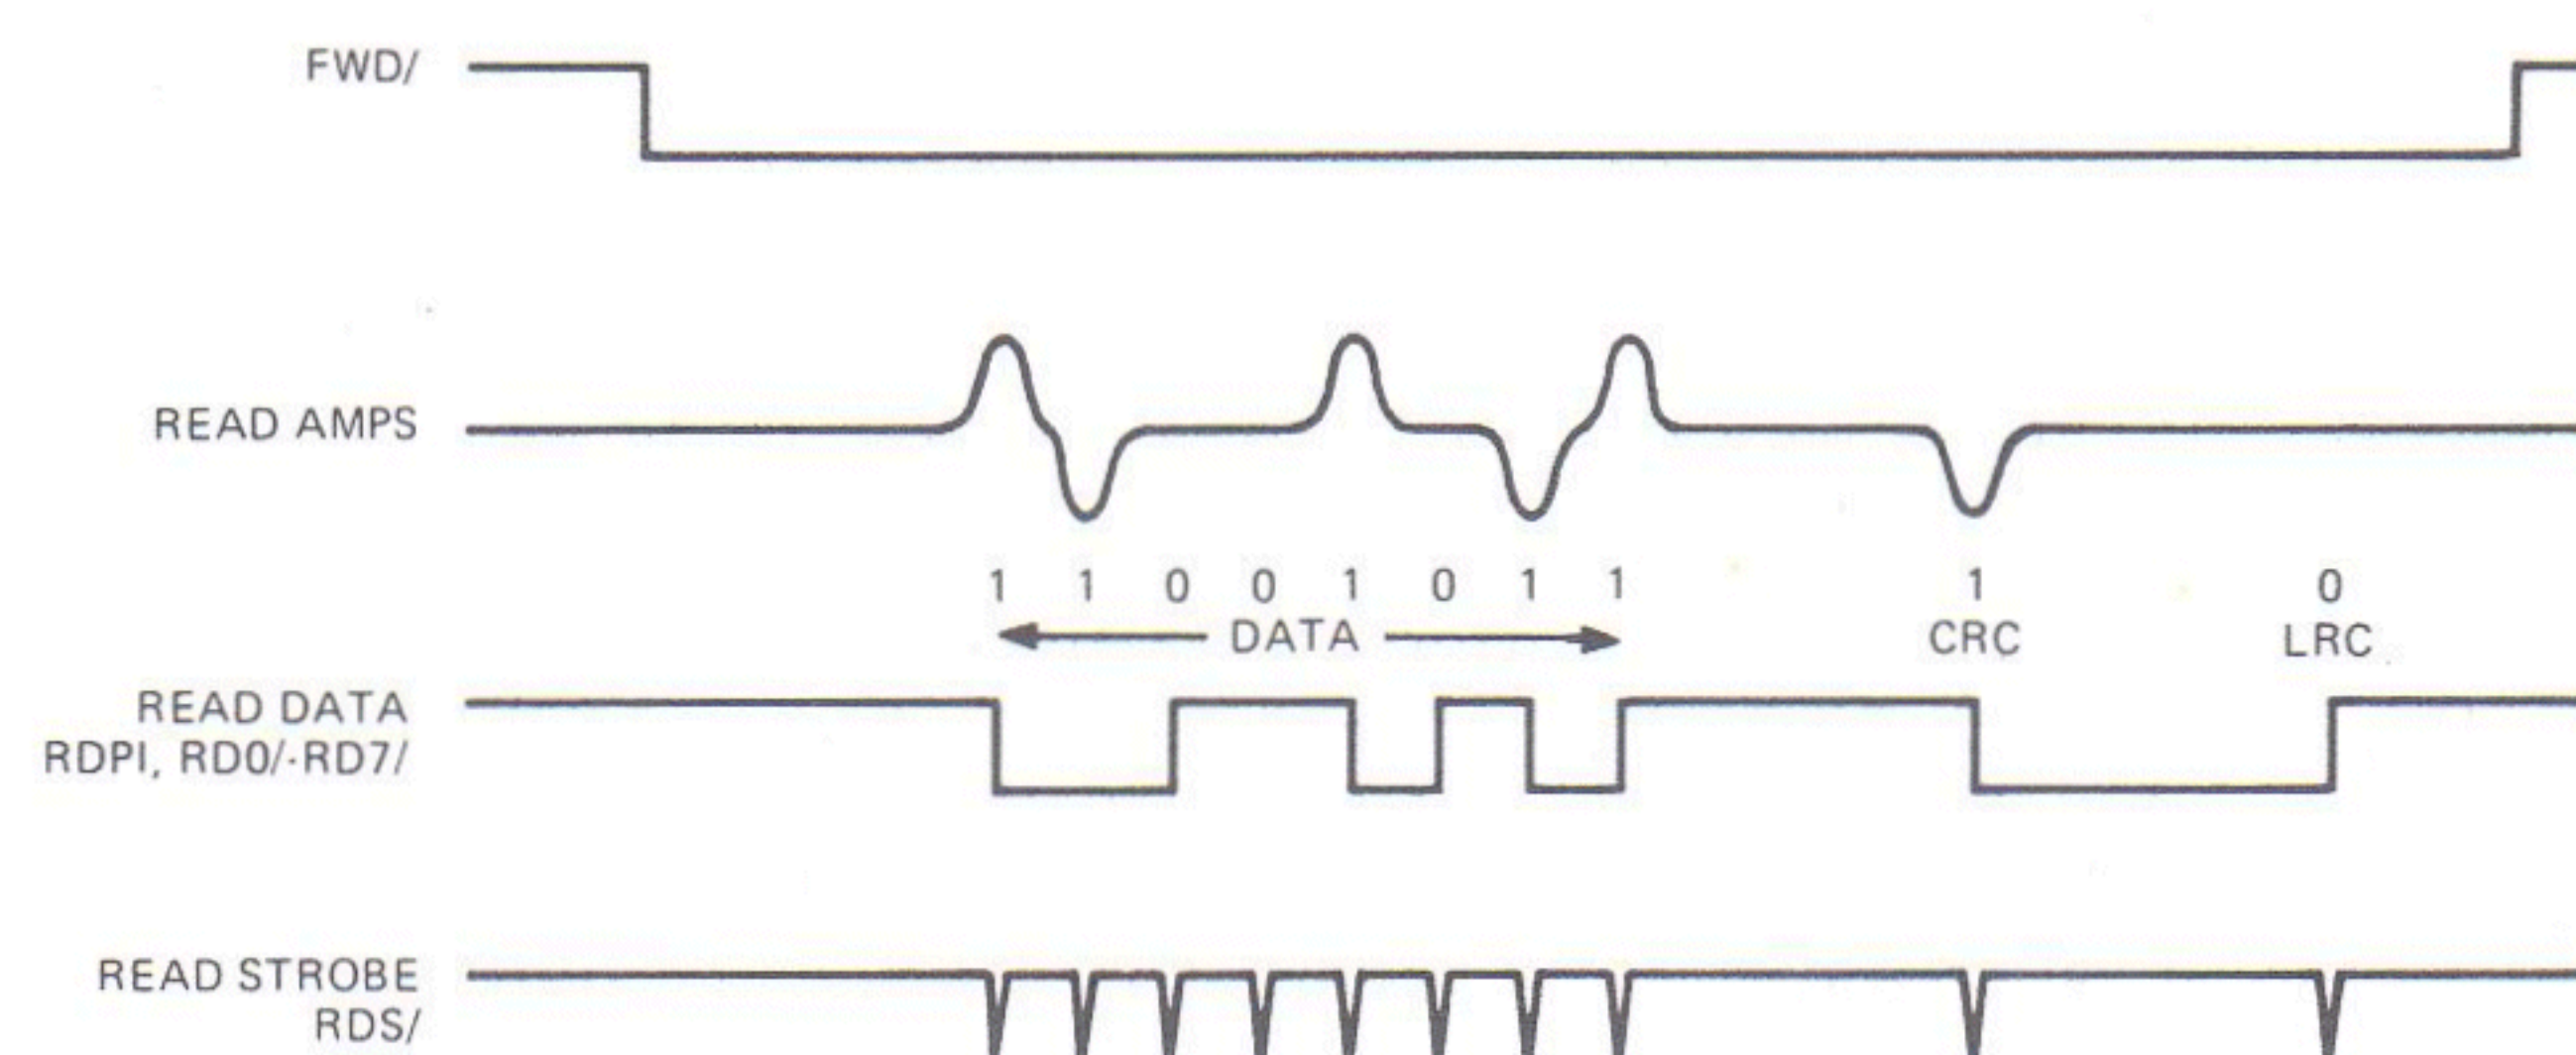 FWD/
READ AMPS
1 1 0 0 1 0 1 1 1 0
DATA CRC LRC
READ DATA
RDPI, RD0/-RD7/
READ STROBE
RDS/